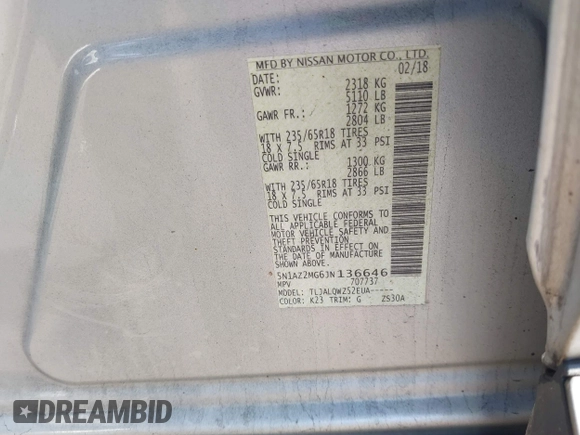 MFD BY NISSAN MOTOR CO., LTD.
DATE: 02/18
GVWR: 2318 KG
5110 LB
GAWR FR.: 1272 KG
2804 LB
WITH 235/65R18 TIRES
18 X 7.5 RIMS AT 33 PSI
COLD SINGLE
GAWR RR.: 1300 KG
2866 LB
WITH 235/65R18 TIRES
18 X 7.5 RIMS AT 33 PSI
COLD SINGLE
THIS VEHICLE CONFORMS TO
ALL APPLICABLE FEDERAL
MOTOR VEHICLE SAFETY AND
THEFT PREVENTION
STANDARDS IN EFFECT ON
THE DATE OF MANUFACTURE
SHOWN ABOVE.
5N1AZ2MG6JN136646
MPV 707737
MODEL: TLJALQWZ52EUA-----
COLOR: K23 TRIM: G ZS30A
DREAMBID